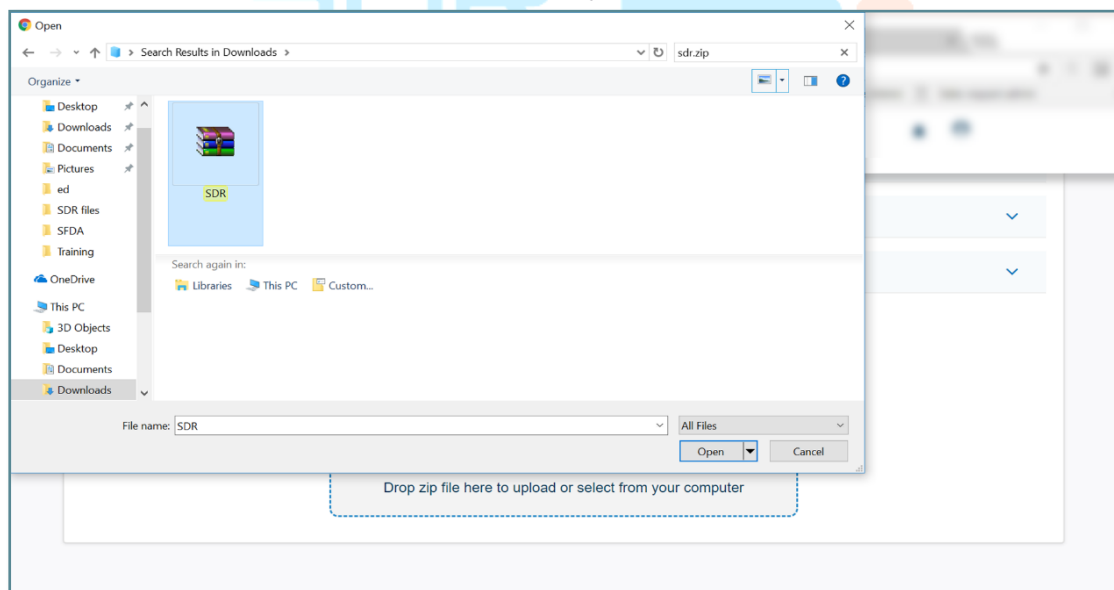 Open
Search Results in Downloads
sdr.zip
Organize
Desktop
Downloads
Documents
Pictures
ed
SDR files
SFDA
Training
OneDrive
This PC
3D Objects
Desktop
Documents
Downloads
SDR
Search again in:
Libraries This PC Custom...
File name: SDR
All Files
Open Cancel
Drop zip file here to upload or select from your computer